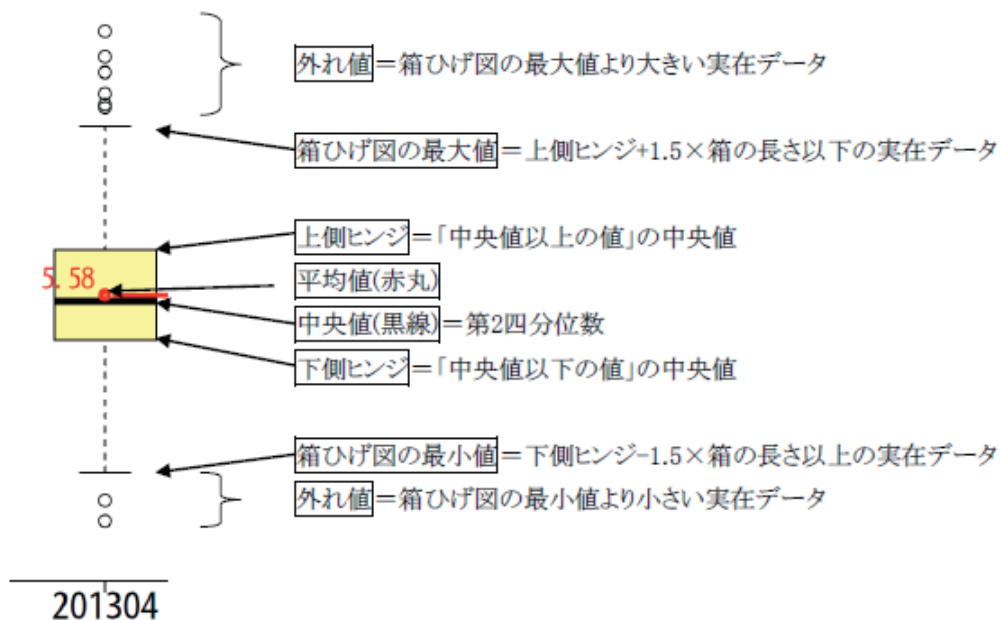 外れ値=箱ひげ図の最大値より大きい実在データ
箱ひげ図の最大値=上側ヒンジ+1.5×箱の長さ以下の実在データ
上側ヒンジ=「中央値以上の値」の中央値
5.58
平均値(赤丸)
中央値(黒線)=第2四分位数
下側ヒンジ=「中央値以下の値」の中央値
箱ひげ図の最小値=下側ヒンジ-1.5×箱の長さ以上の実在データ
外れ値=箱ひげ図の最小値より小さい実在データ
201304